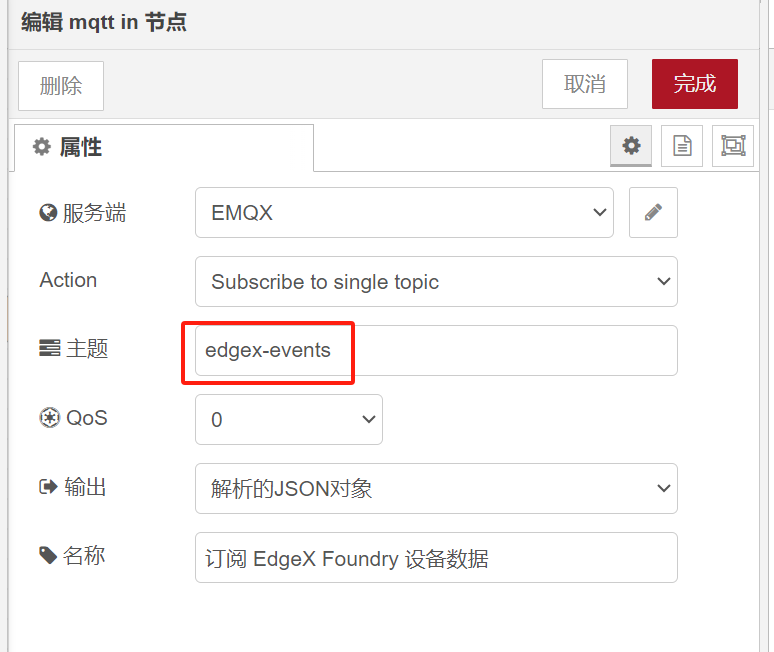 编辑 mqtt in 节点
删除
取消
完成
属性
服务端
EMQX
Action
Subscribe to single topic
主题
edgex-events
QoS
0
输出
解析的JSON对象
名称
订阅 EdgeX Foundry 设备数据